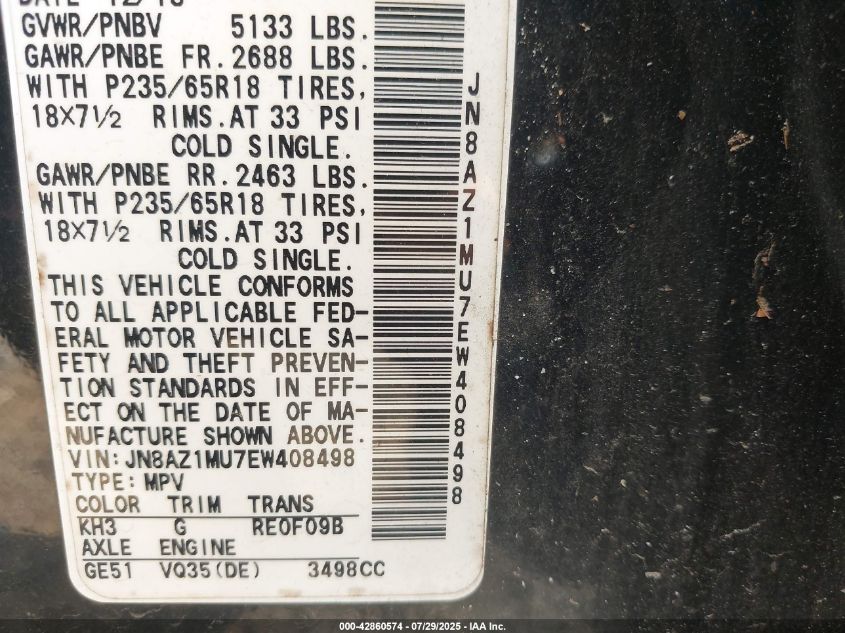 GVWR/PNBV 5133 LBS.
GAWR/PNBE FR. 2688 LBS.
WITH P235/65R18 TIRES,
18X7½ RIMS.AT 33 PSI
COLD SINGLE.
GAWR/PNBE RR. 2463 LBS.
WITH P235/65R18 TIRES,
18X7½ RIMS.AT 33 PSI
COLD SINGLE.
THIS VEHICLE CONFORMS
TO ALL APPLICABLE FED-
ERAL MOTOR VEHICLE SA-
FETY AND THEFT PREVEN-
TION STANDARDS IN EFF-
ECT ON THE DATE OF MA-
NUFACTURE SHOWN ABOVE.
VIN:JN8AZ1MU7EW408498
TYPE:MPV
COLOR TRIM TRANS
KH3 G RE0F09B
AXLE ENGINE
GE51 VQ35(DE) 3498CC
JN8AZ1MU7EW408498
000-42860574 - 07/29/2025 - IAA Inc.